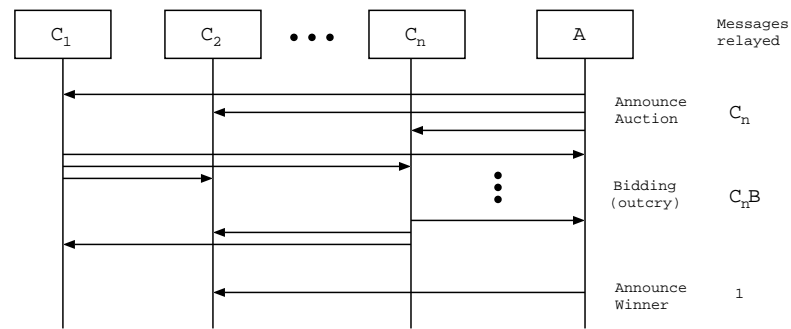 C1 C2 Cn A Messages
relayed
Announce
Auction Cn
Bidding
(outcry) CnB
Announce
Winner 1